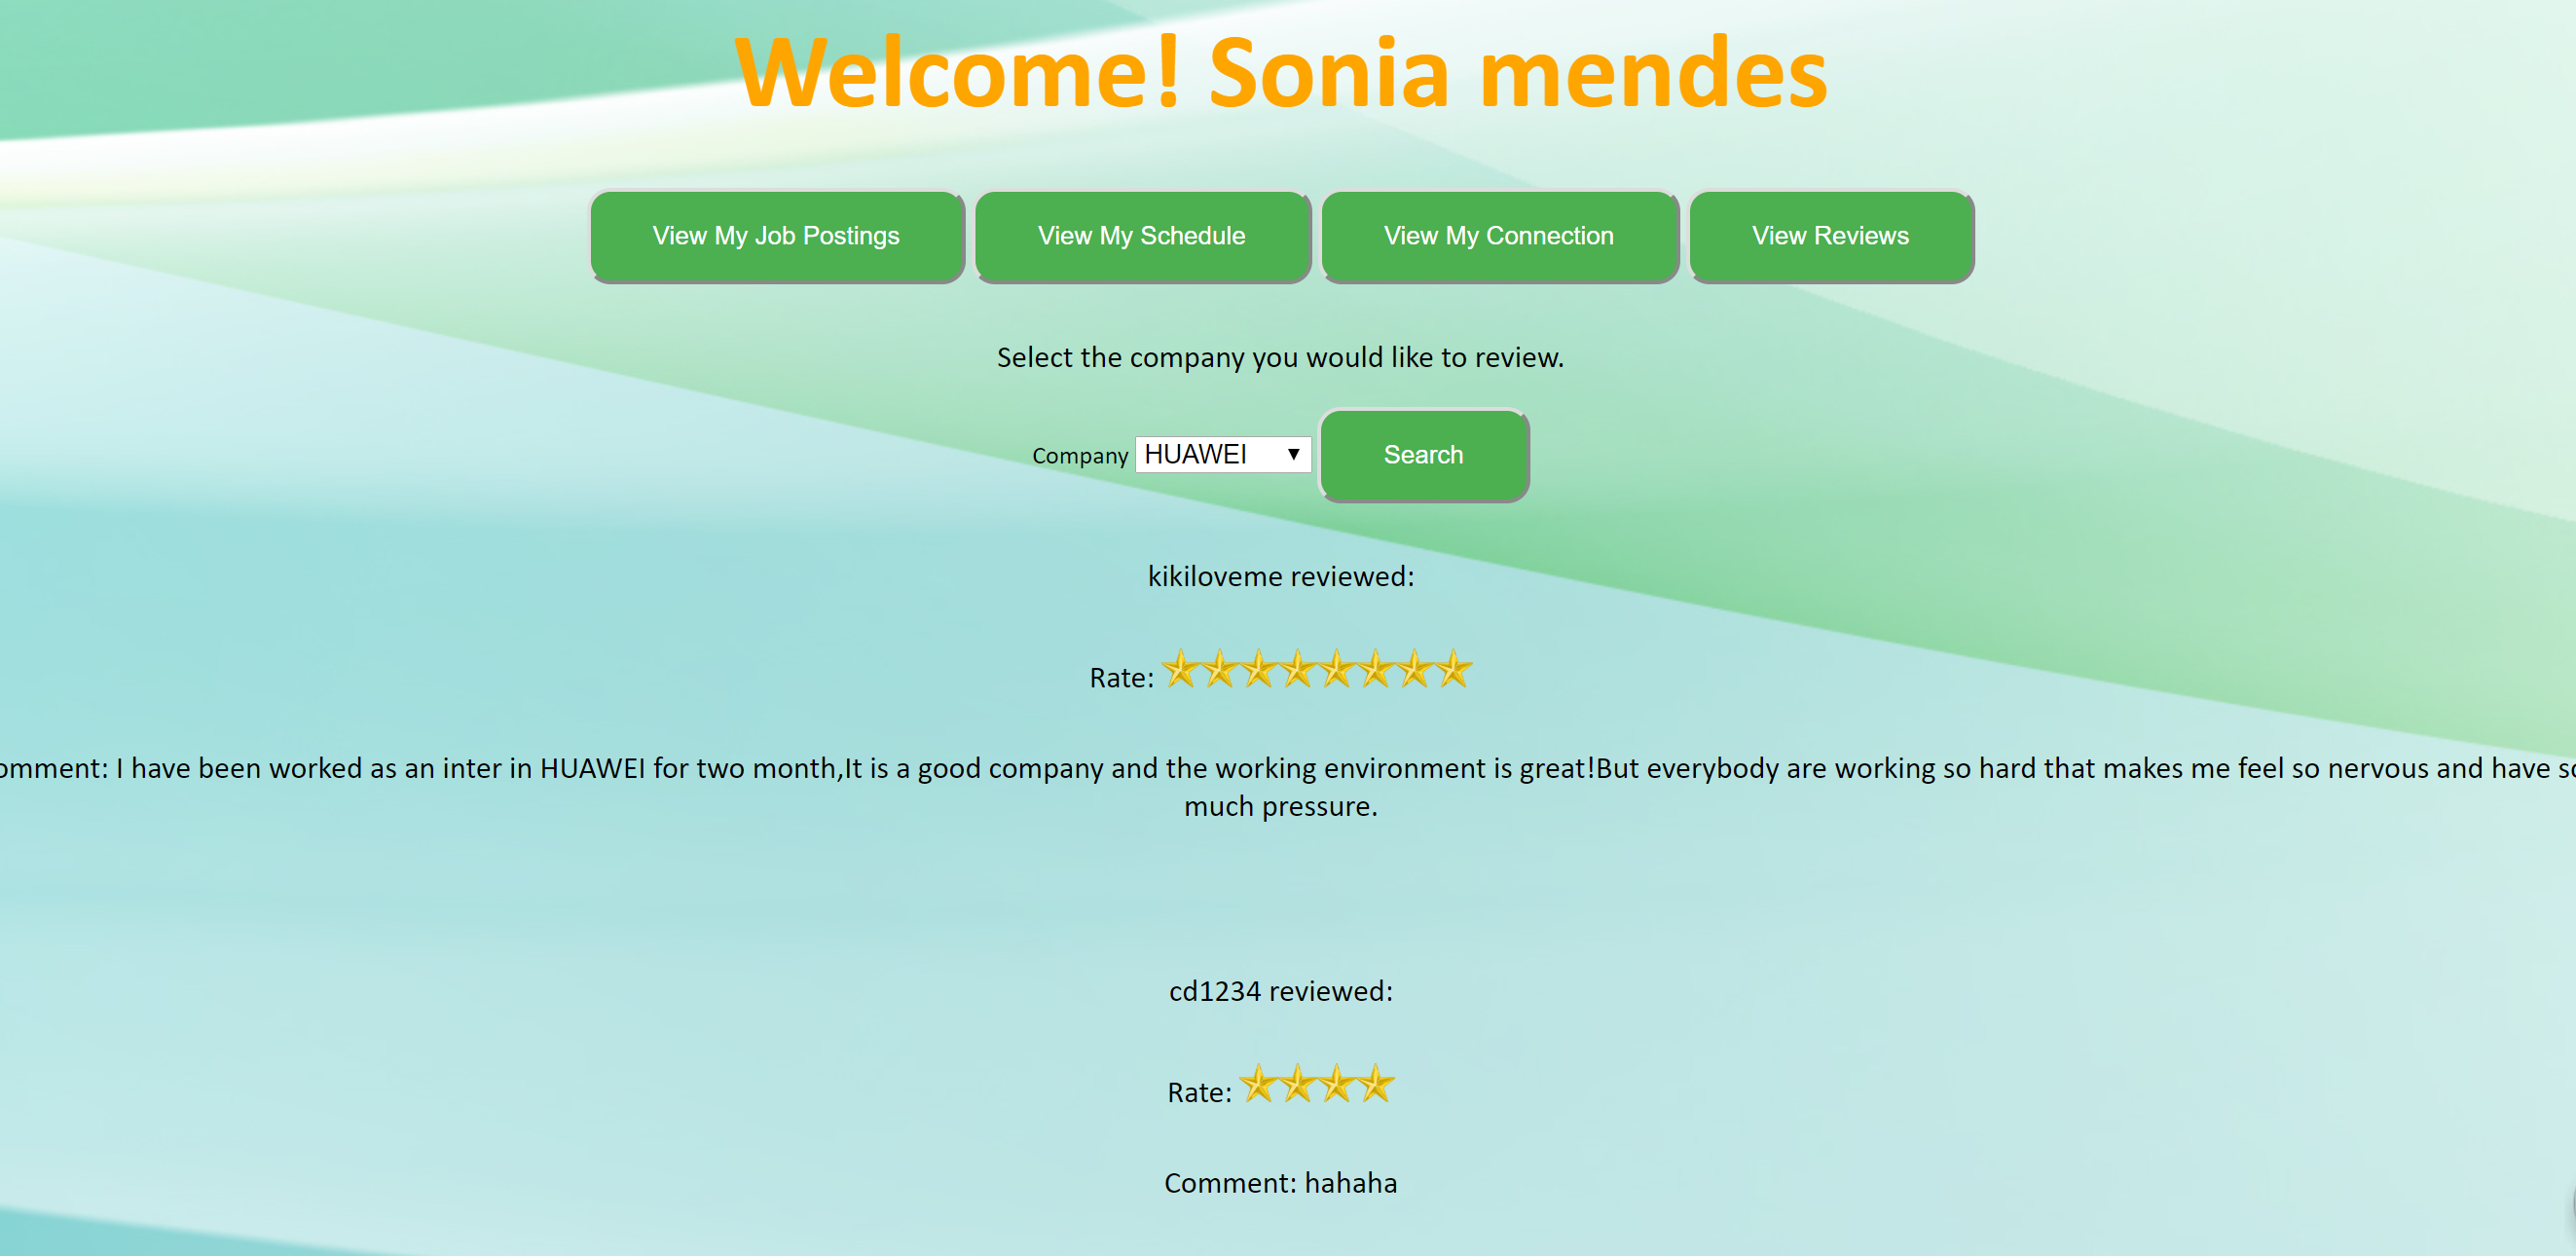 Welcome! Sonia mendes
View My Job Postings View My Schedule View My Connection View Reviews
Select the company you would like to review.
Company HUAWEI Search
kikiloveme reviewed:
Rate:
omment: I have been worked as an inter in HUAWEI for two month,It is a good company and the working environment is great!But everybody are working so hard that makes me feel so nervous and have so
much pressure.
cd1234 reviewed:
Rate:
Comment: hahaha